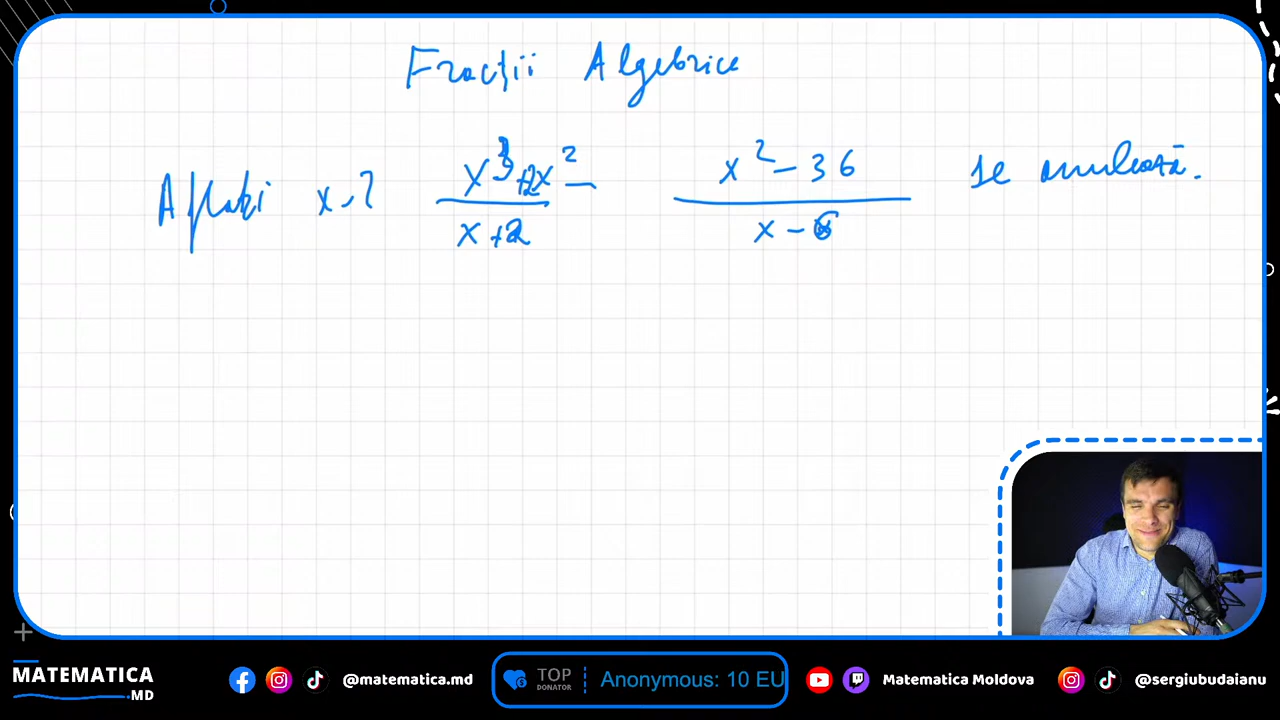 Fracții Algebrice
Aflați x-? x³+2x² — / x+2 x² - 36 / x - 6 se anulează.
MATEMATICA
.MD
@matematica.md
TOP
DONATOR
Anonymous: 10 EU
Matematica Moldova
@sergiubudaianu